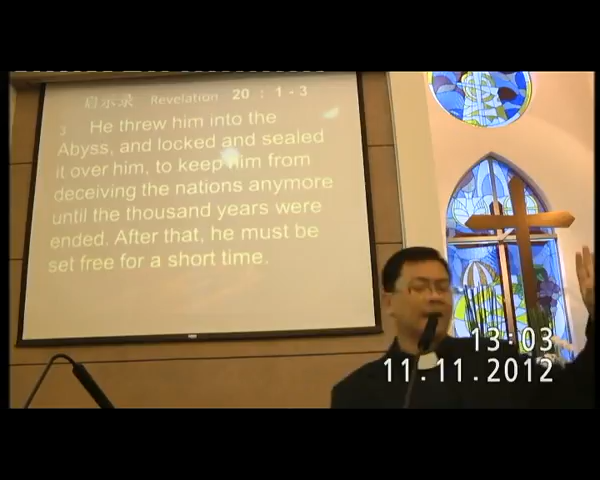 启示录 Revelation 20 : 1 - 3
3 He threw him into the
Abyss, and locked and sealed
it over him, to keep him from
deceiving the nations anymore
until the thousand years were
ended. After that, he must be
set free for a short time.
13:03
11.11.2012